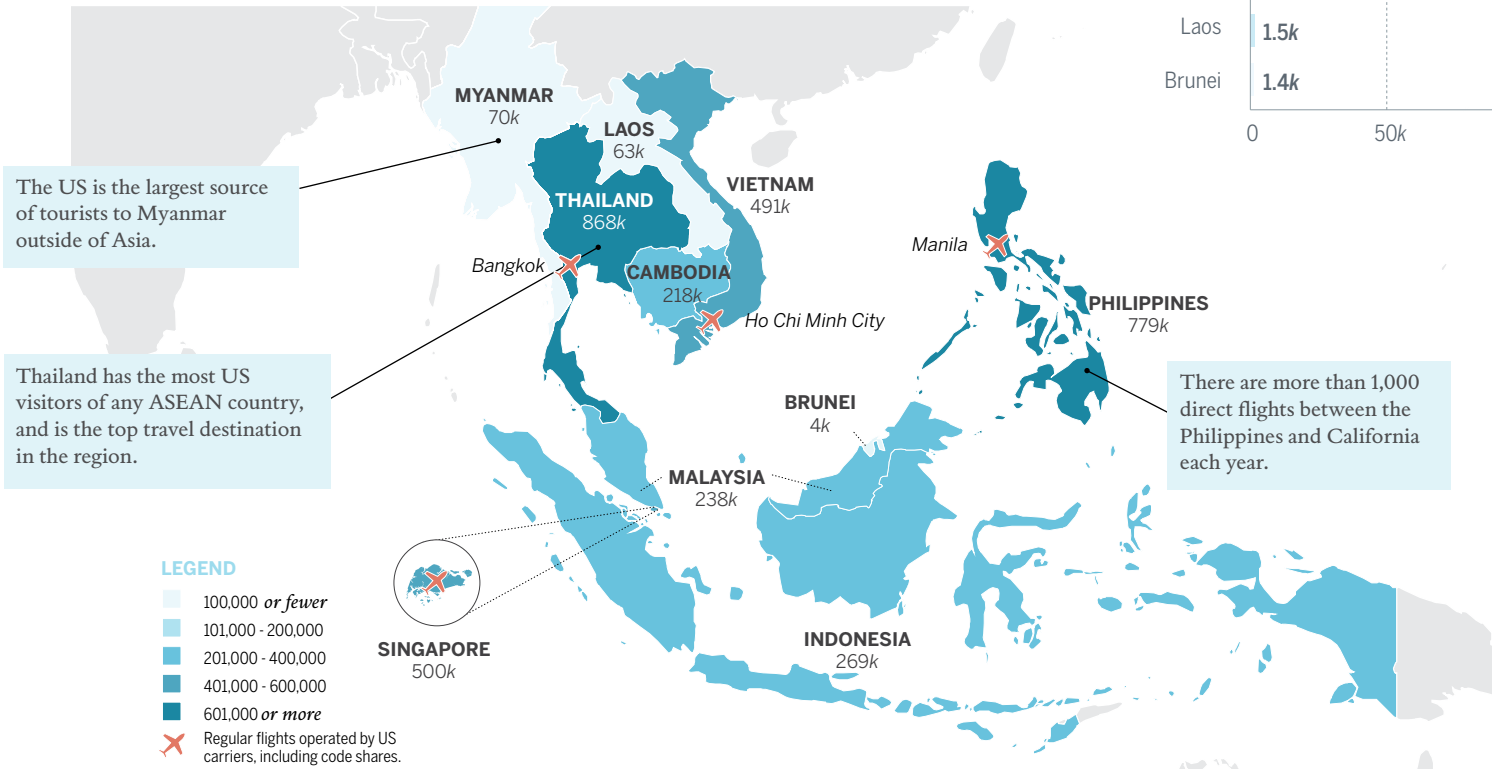 Laos 1.5k
Brunei 1.4k
0 50k
MYANMAR
70k
LAOS
63k
The US is the largest source
of tourists to Myanmar
outside of Asia.
VIETNAM
491k
THAILAND
868k
Manila
Bangkok
CAMBODIA
218k
PHILIPPINES
779k
Ho Chi Minh City
Thailand has the most US
visitors of any ASEAN country,
and is the top travel destination
in the region.
There are more than 1,000
direct flights between the
Philippines and California
each year.
BRUNEI
4k
MALAYSIA
238k
SINGAPORE
500k
INDONESIA
269k
LEGEND
100,000 or fewer
101,000 - 200,000
201,000 - 400,000
401,000 - 600,000
601,000 or more
Regular flights operated by US
carriers, including code shares.